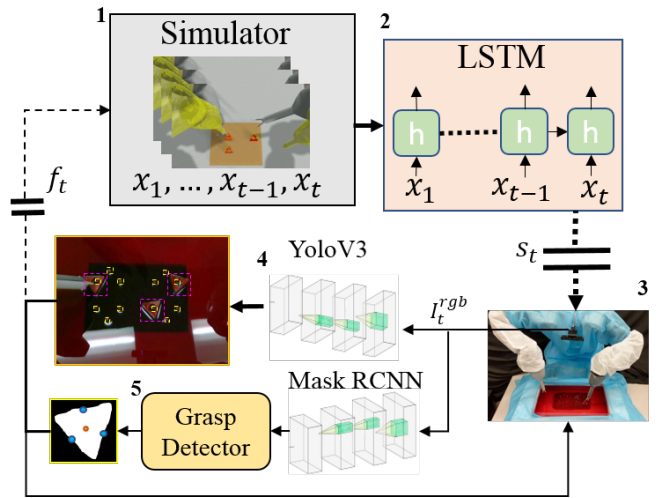 1
Simulator
x₁, ..., xₜ₋₁, xₜ
2
LSTM
h
h
h
x₁
xₜ₋₁
xₜ
fₜ
sₜ
3
4
YoloV3
Iₜʳᵍᵇ
Mask RCNN
5
Grasp
Detector